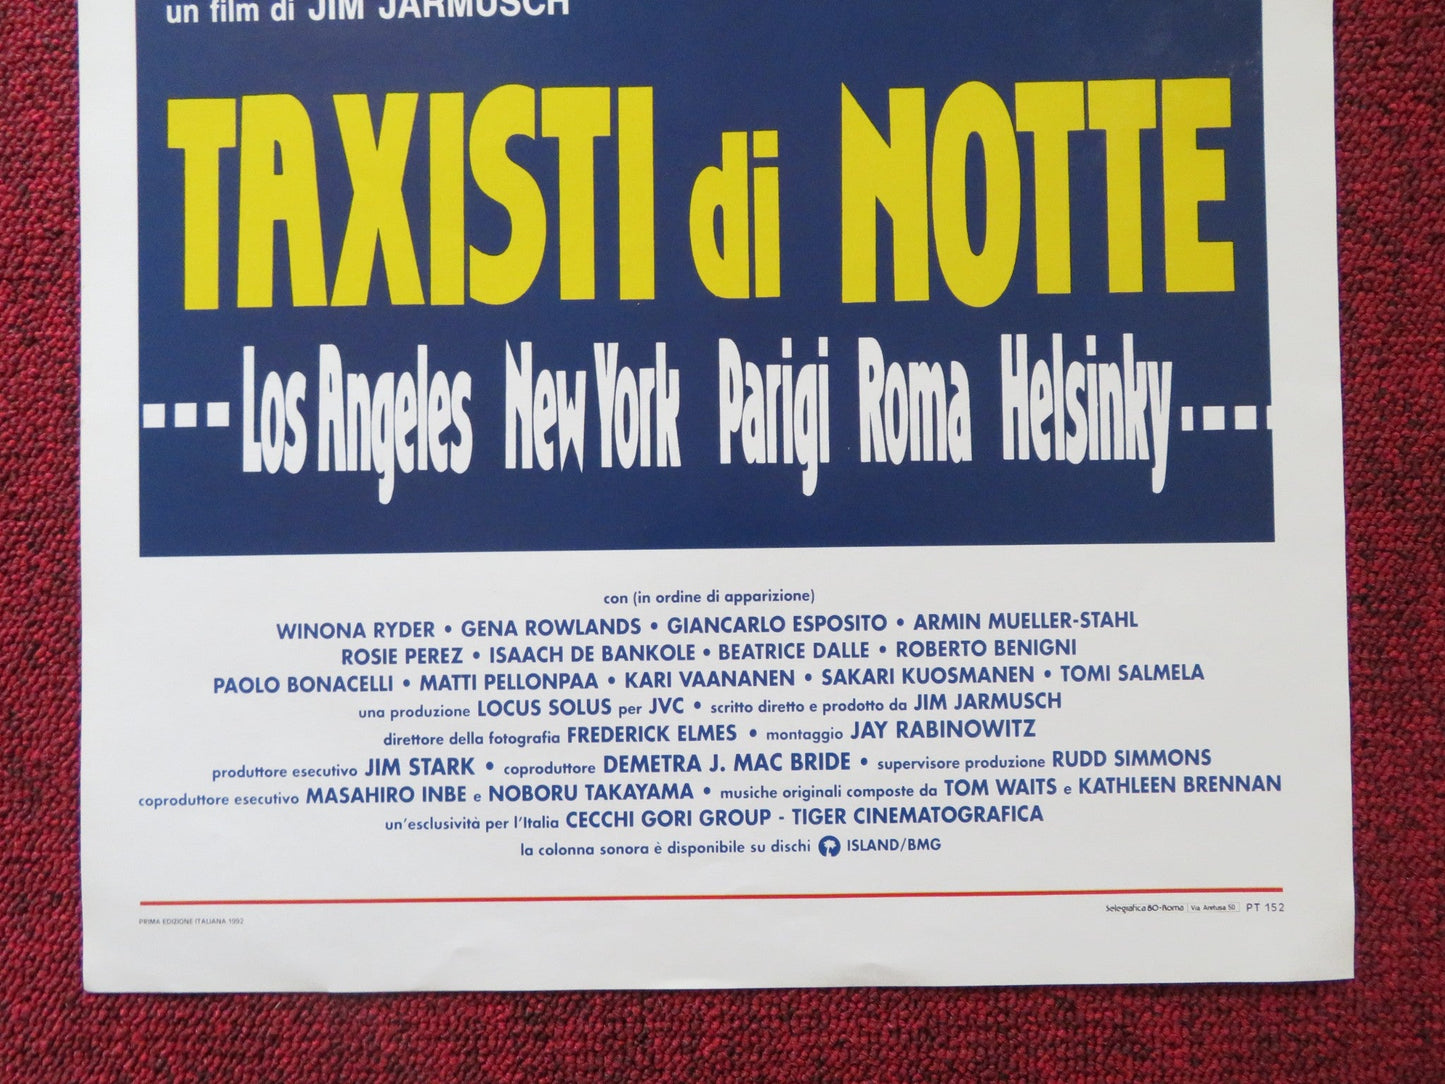 un film di JIM JARMUSCH
TAXISTI di NOTTE
...Los Angeles New York Parigi Roma Helsinky....
con (in ordine di apparizione)
WINONA RYDER • GENA ROWLANDS • GIANCARLO ESPOSITO • ARMIN MUELLER-STAHL
ROSIE PEREZ • ISAACH DE BANKOLE • BEATRICE DALLE • ROBERTO BENIGNI
PAOLO BONACELLI • MATTI PELLONPAA • KARI VAANANEN • SAKARI KUOSMANEN • TOMI SALMELA
una produzione LOCUS SOLUS per JVC • scritto diretto e prodotto da JIM JARMUSCH
direttore della fotografia FREDERICK ELMES • montaggio JAY RABINOWITZ
produttore esecutivo JIM STARK • coproduttore DEMETRA J. MAC BRIDE • supervisore produzione RUDD SIMMONS
coproduttore esecutivo MASAHIRO INBE e NOBORU TAKAYAMA • musiche originali composte da TOM WAITS e KATHLEEN BRENNAN
un'esclusività per l'Italia CECCHI GORI GROUP - TIGER CINEMATOGRAFICA
la colonna sonora è disponibile su dischi ISLAND/BMG
PRIMA EDIZIONE ITALIANA 1992
Selegrafica 80-Roma Via Aretusa 50 PT 152